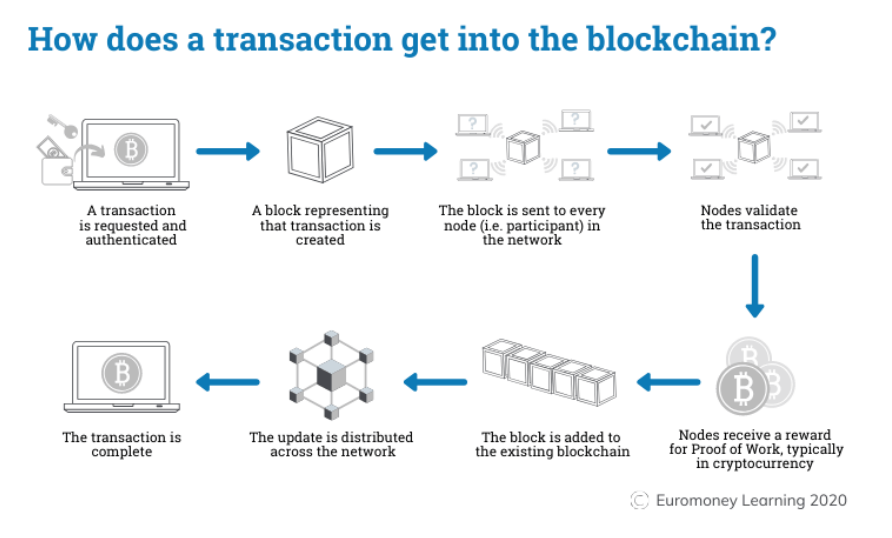 How does a transaction get into the blockchain?
A transaction
is requested and
authenticated
A block representing
that transaction is
created
The block is sent to every
node (i.e. participant) in
the network
Nodes validate
the transaction
The transaction is
complete
The update is distributed
across the network
The block is added to
the existing blockchain
Nodes receive a reward
for Proof of Work, typically
in cryptocurrency
© Euromoney Learning 2020